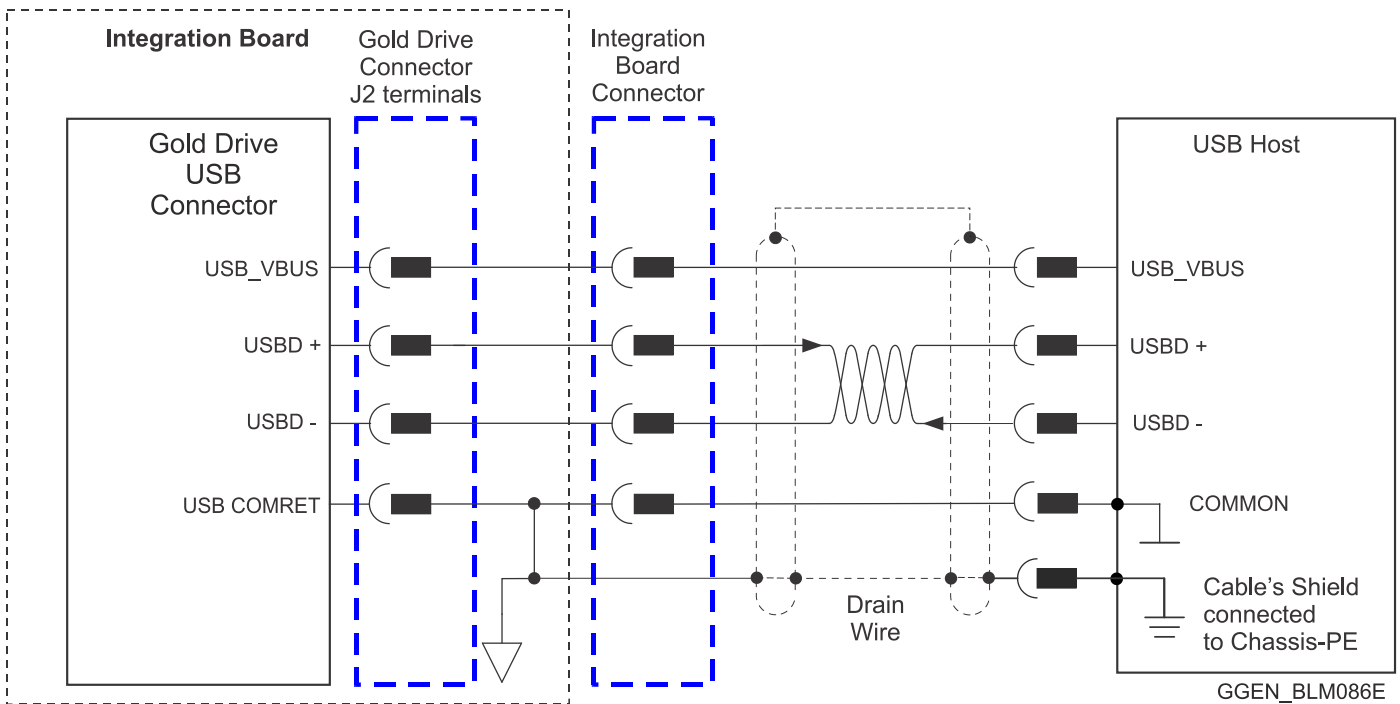 Integration Board
Gold Drive
Connector
J2 terminals
Integration
Board
Connector
Gold Drive
USB
Connector
USB Host
USB_VBUS
USB_VBUS
USBD +
USBD +
USBD -
USBD -
USB COMRET
COMMON
Drain
Wire
Cable's Shield
connected
to Chassis-PE
GGEN_BLM086E